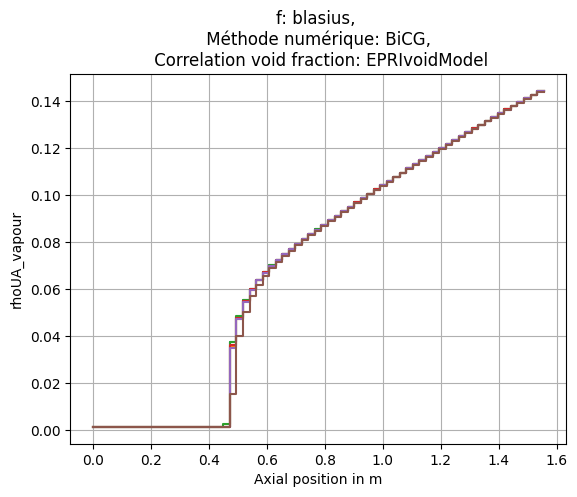 f: blasius,
Méthode numérique: BiCG,
Correlation void fraction: EPRIvoidModel
0.14
0.12
0.10
0.08
0.06
0.04
0.02
0.00
rhoUA_vapour
0.0 0.2 0.4 0.6 0.8 1.0 1.2 1.4 1.6
Axial position in m